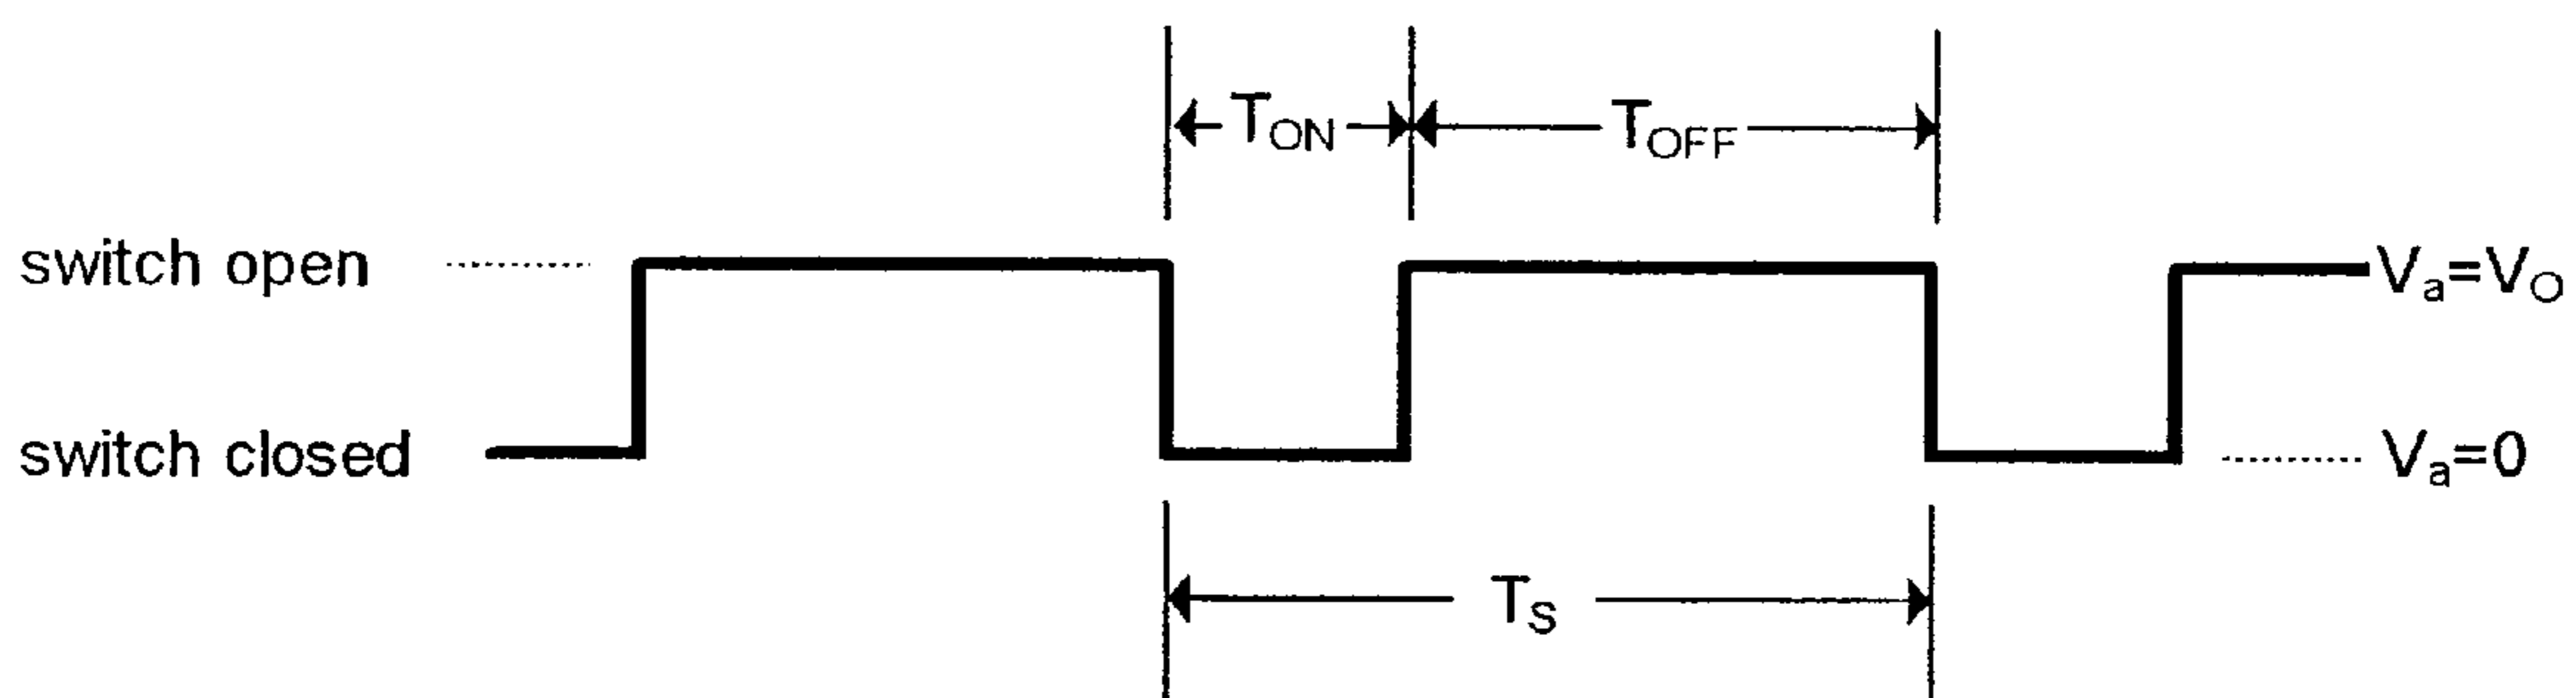 T_ON T_OFF
switch open V_a=V_O
switch closed V_a=0
T_S